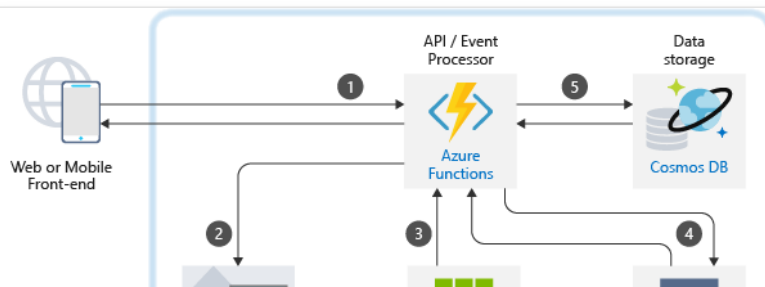 API / Event
Processor
Data
storage
1
5
Azure
Functions
Cosmos DB
Web or Mobile
Front-end
2
3
4